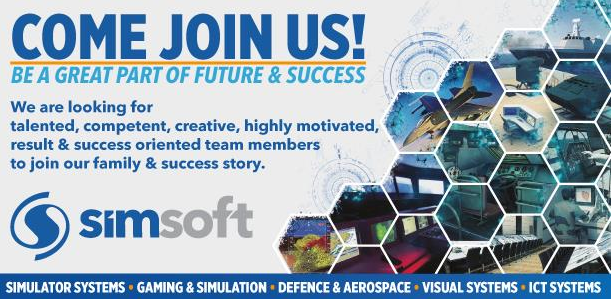 COME JOIN US!
BE A GREAT PART OF FUTURE & SUCCESS
We are looking for
talented, competent, creative, highly motivated,
result & success oriented team members
to join our family & success story.
simsoft
SIMULATOR SYSTEMS • GAMING & SIMULATION • DEFENCE & AEROSPACE • VISUAL SYSTEMS • ICT SYSTEMS